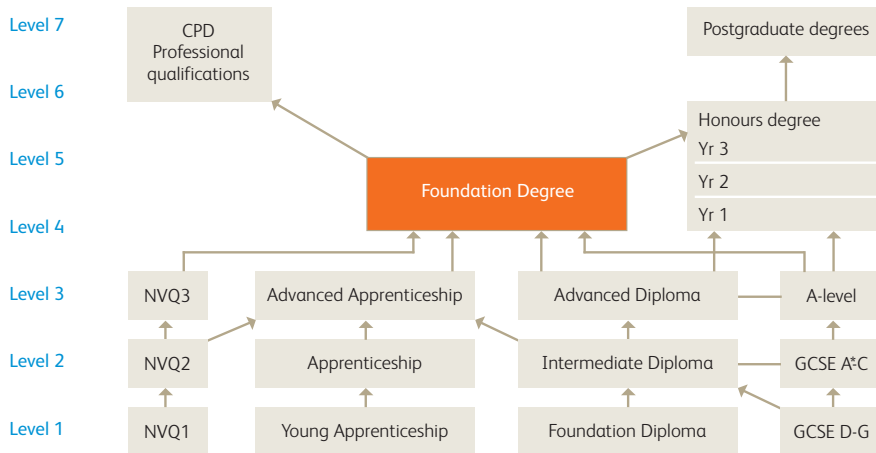 Level 7
CPD
Professional
qualifications
Postgraduate degrees
Level 6
Honours degree
Level 5
Yr 3
Foundation Degree
Yr 2
Yr 1
Level 4
Level 3
NVQ3
Advanced Apprenticeship
Advanced Diploma
A-level
Level 2
NVQ2
Apprenticeship
Intermediate Diploma
GCSE A*-C
Level 1
NVQ1
Young Apprenticeship
Foundation Diploma
GCSE D-G